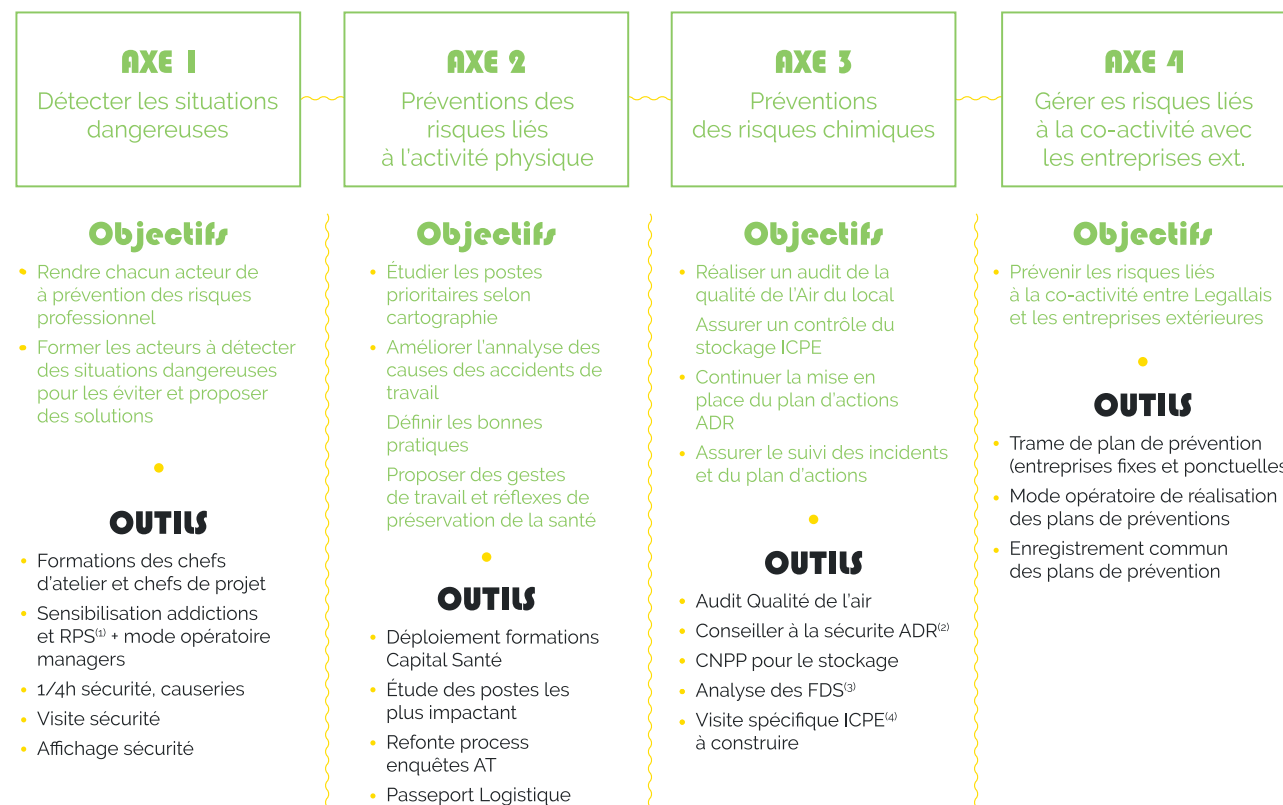 AXE 1
Détecter les situations
dangereuses
AXE 2
Préventions des
risques liés
à l'activité physique
AXE 3
Préventions
des risques chimiques
AXE 4
Gérer es risques liés
à la co-activité avec
les entreprises ext.
Objectifs
• Rendre chacun acteur de
à prévention des risques
professionnel
• Former les acteurs à détecter
des situations dangereuses
pour les éviter et proposer
des solutions
OUTILS
• Formations des chefs
d'atelier et chefs de projet
• Sensibilisation addictions
et RPS(1) + mode opératoire
managers
• 1/4h sécurité, causeries
• Visite sécurité
• Affichage sécurité
Objectifs
• Étudier les postes
prioritaires selon
cartographie
• Améliorer l'annalyse des
causes des accidents de
travail
Définir les bonnes
pratiques
Proposer des gestes
de travail et réflexes de
préservation de la santé
OUTILS
• Déploiement formations
Capital Santé
• Étude des postes les
plus impactant
• Refonte process
enquêtes AT
• Passeport Logistique
Objectifs
• Réaliser un audit de la
qualité de l'Air du local
Assurer un contrôle du
stockage ICPE
• Continuer la mise en
place du plan d'actions
ADR
• Assurer le suivi des incidents
et du plan d'actions
OUTILS
• Audit Qualité de l'air
• Conseiller à la sécurite ADR(2)
• CNPP pour le stockage
• Analyse des FDS(3)
• Visite spécifique ICPE(4)
à construire
Objectifs
• Prévenir les risques liés
à la co-activité entre Legallais
et les entreprises extérieures
OUTILS
• Trame de plan de prévention
(entreprises fixes et ponctuelles
• Mode opératoire de réalisation
des plans de préventions
• Enregistrement commun
des plans de prévention